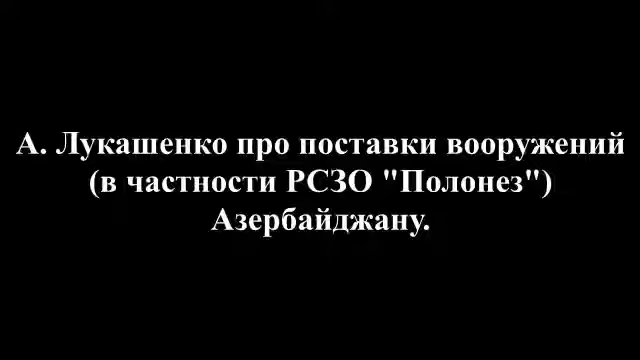 А. Лукашенко про поставки вооружений
(в частности РСЗО "Полонез")
Азербайджану.